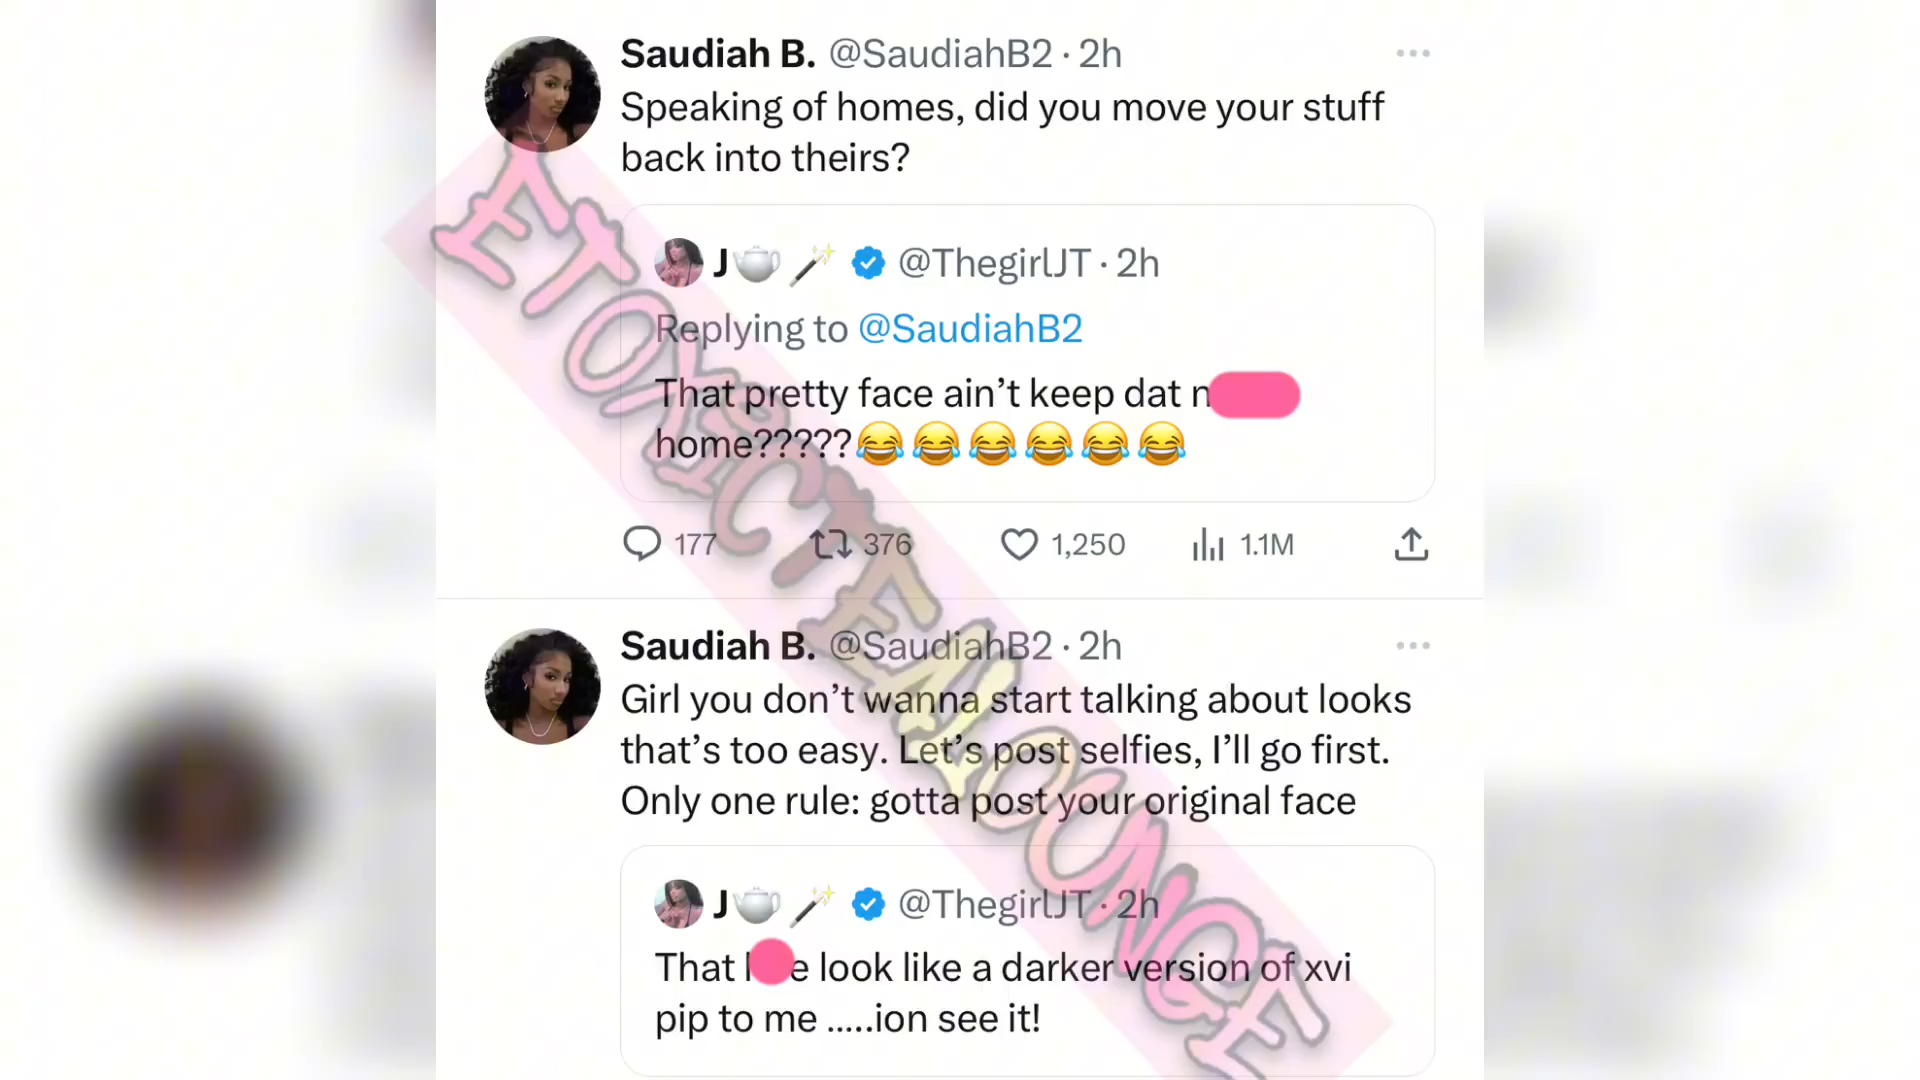 Saudiah B. @SaudiahB2 · 2h
Speaking of homes, did you move your stuff
back into theirs?
J🫖🪄 @ThegirlJT · 2h
Replying to @SaudiahB2
That pretty face ain’t keep dat n
home?????😂😂😂😂😂😂
177 376 1,250 1.1M
Saudiah B. @SaudiahB2 · 2h
Girl you don’t wanna start talking about looks
that’s too easy. Let’s post selfies, I’ll go first.
Only one rule: gotta post your original face
J🫖🪄 @ThegirlJT · 2h
That e look like a darker version of xvi
pip to me .....ion see it!
ETOXICTEALOUNGE